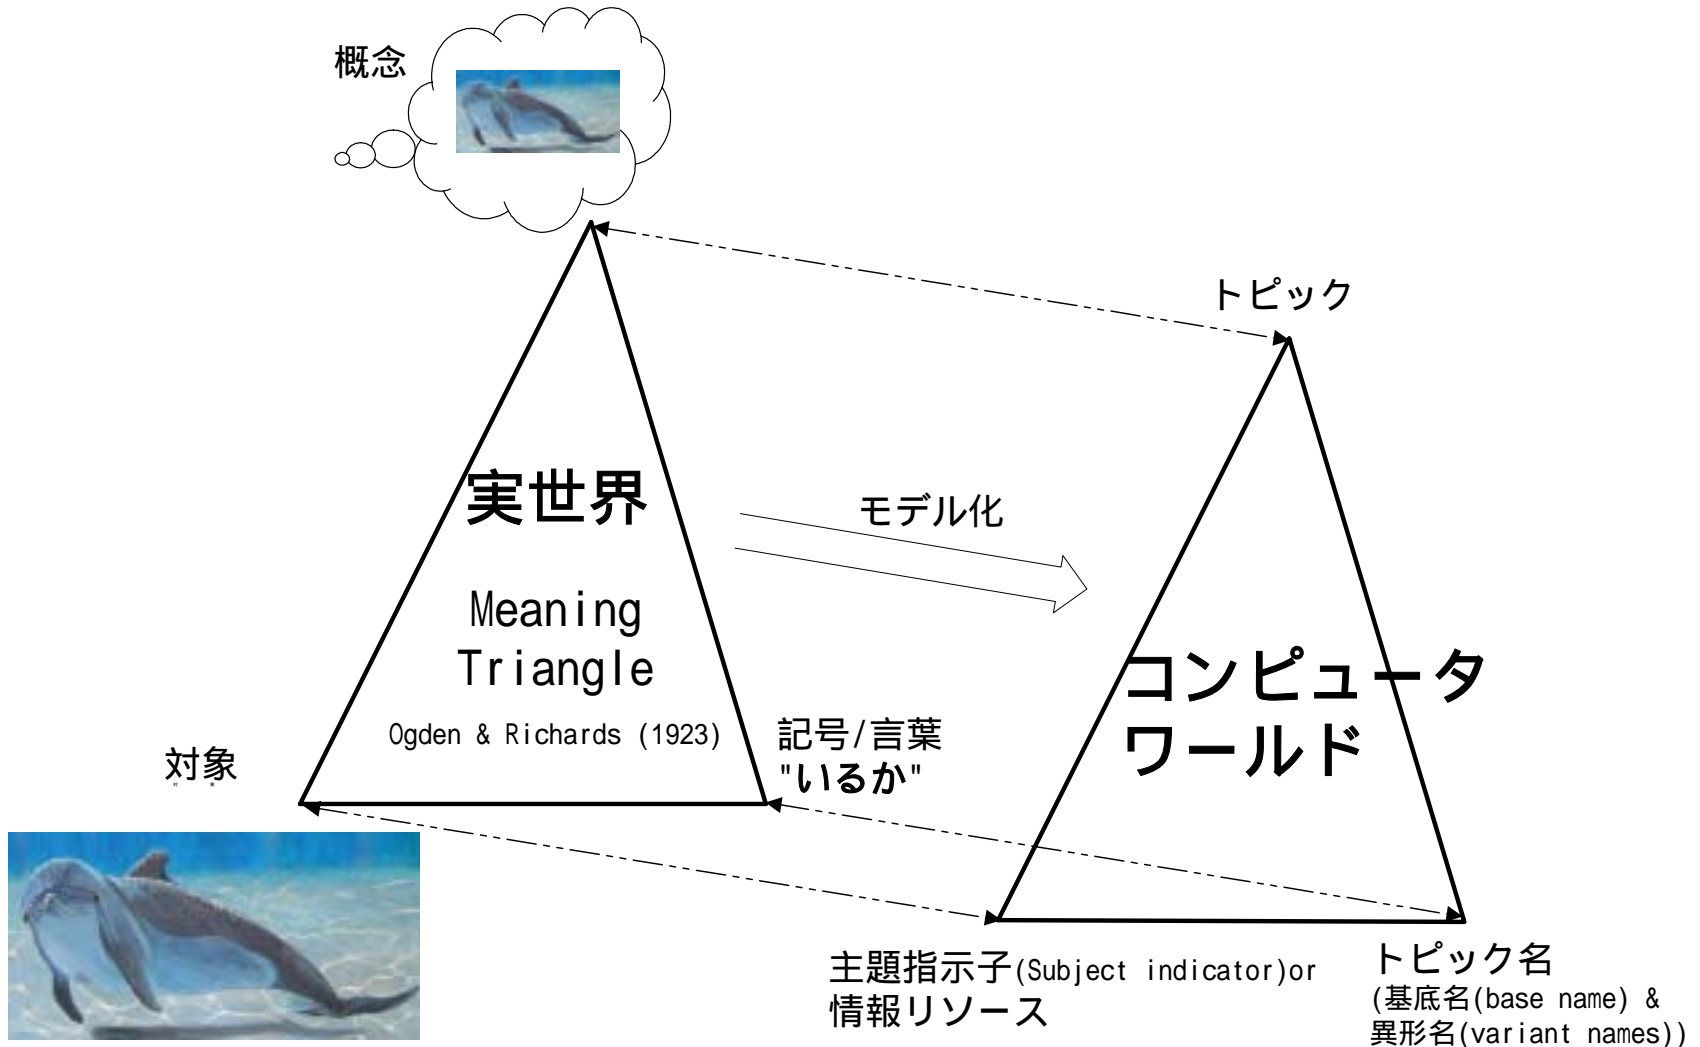 概念
トピック
実世界
モデル化
Meaning
Triangle
Ogden & Richards (1923)
コンピュータ
ワールド
対象
記号/言葉
"いるか"
主題指示子(Subject indicator)or
情報リソース
トピック名
(基底名(base name) &
異形名(variant names))